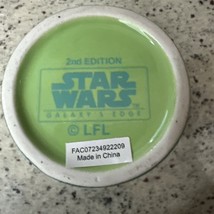 2nd EDITION
STAR
WARS
GALAXY'S EDGE
© LFL
FAC07234922209
Made in China